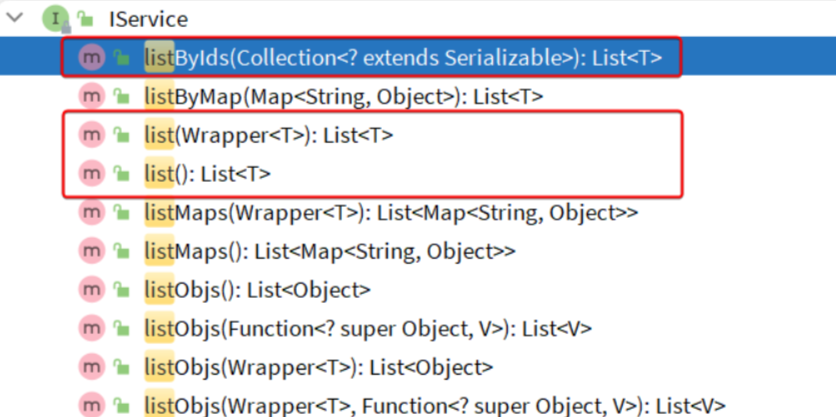 I IService
m listByIds(Collection<? extends Serializable>): List<T>
m listByMap(Map<String, Object>): List<T>
m list(Wrapper<T>): List<T>
m list(): List<T>
m listMaps(Wrapper<T>): List<Map<String, Object>>
m listMaps(): List<Map<String, Object>>
m listObjs(): List<Object>
m listObjs(Function<? super Object, V>): List<V>
m listObjs(Wrapper<T>): List<Object>
m listObjs(Wrapper<T>, Function<? super Object, V>): List<V>